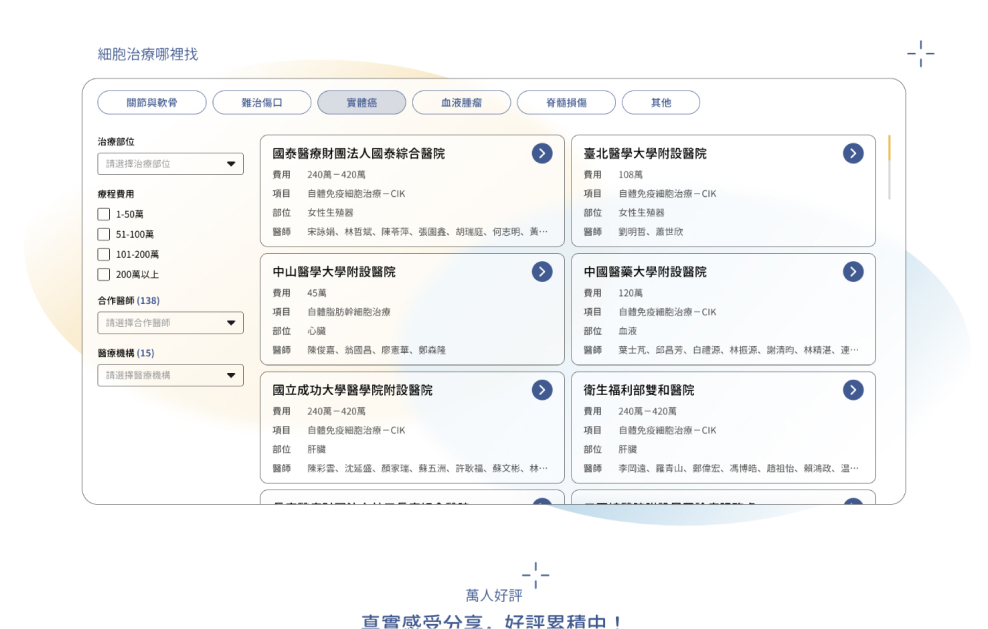 細胞治療哪裡找
關節與軟骨 難治傷口 實體癌 血液腫瘤 脊髓損傷 其他
治療部位
請選擇治療部位
療程費用
1-50萬
51-100萬
101-200萬
200萬以上
合作醫師 (138)
請選擇合作醫師
醫療機構 (15)
請選擇醫療機構
國泰醫療財團法人國泰綜合醫院
費用 240萬－420萬
項目 自體免疫細胞治療－CIK
部位 女性生殖器
醫師 宋詠娟、林哲斌、陳苓萍、張圓鑫、胡瑞庭、何志明、黃…
臺北醫學大學附設醫院
費用 108萬
項目 自體免疫細胞治療－CIK
部位 女性生殖器
醫師 劉明哲、蕭世欣
中山醫學大學附設醫院
費用 45萬
項目 自體脂肪幹細胞治療
部位 心臟
醫師 陳俊嘉、翁國昌、廖憲華、鄭森隆
中國醫藥大學附設醫院
費用 120萬
項目 自體免疫細胞治療－CIK
部位 血液
醫師 葉士芃、邱昌芳、白禮源、林振源、謝清昀、林精湛、連…
國立成功大學醫學院附設醫院
費用 240萬－420萬
項目 自體免疫細胞治療－CIK
部位 肝臟
醫師 陳彩雲、沈延盛、顏家瑞、蘇五洲、許耿福、蘇文彬、林…
衛生福利部雙和醫院
費用 240萬－420萬
項目 自體免疫細胞治療－CIK
部位 肝臟
醫師 李岡遠、羅青山、鄭偉宏、馮博皓、趙祖怡、賴鴻政、溫…
萬人好評
真實感受分享，好評累積中！